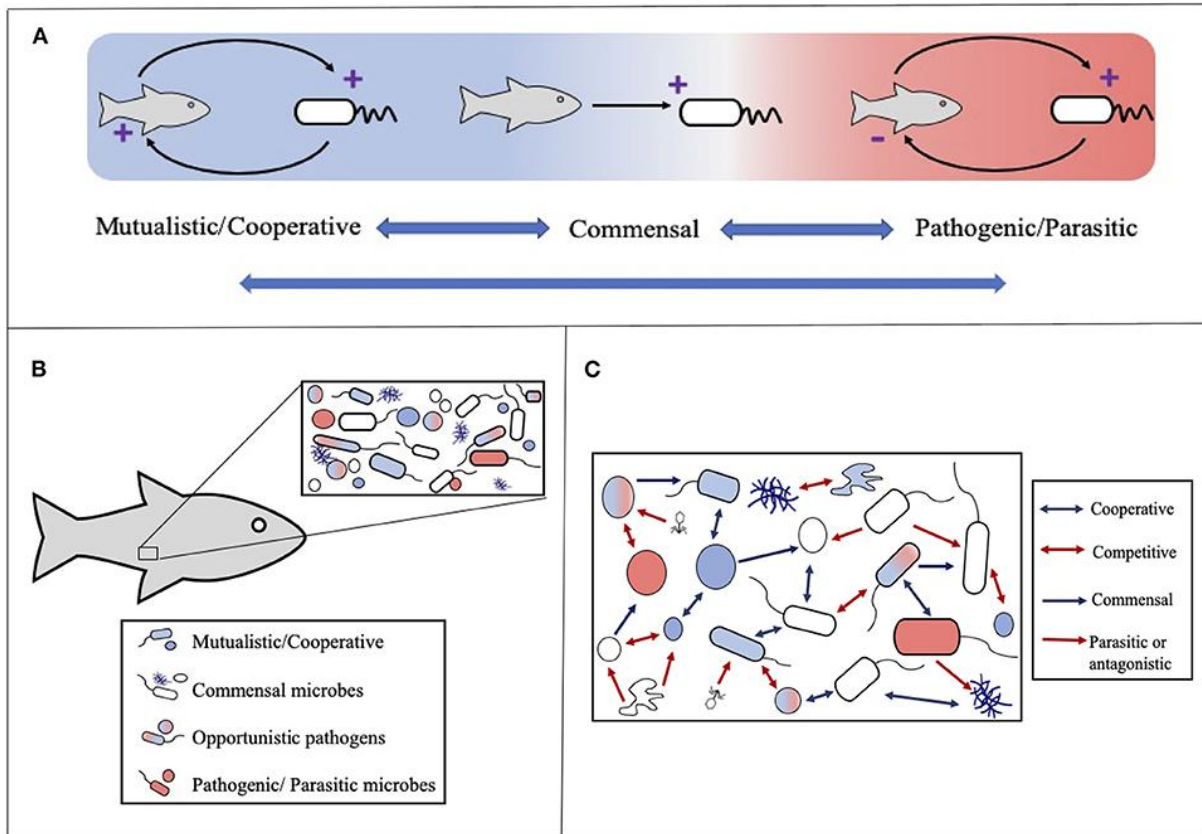 A
+
+
+
+
-
Mutualistic/Cooperative
Commensal
Pathogenic/Parasitic
B
Mutualistic/Cooperative
Commensal microbes
Opportunistic pathogens
Pathogenic/ Parasitic microbes
C
Cooperative
Competitive
Commensal
Parasitic or
antagonistic